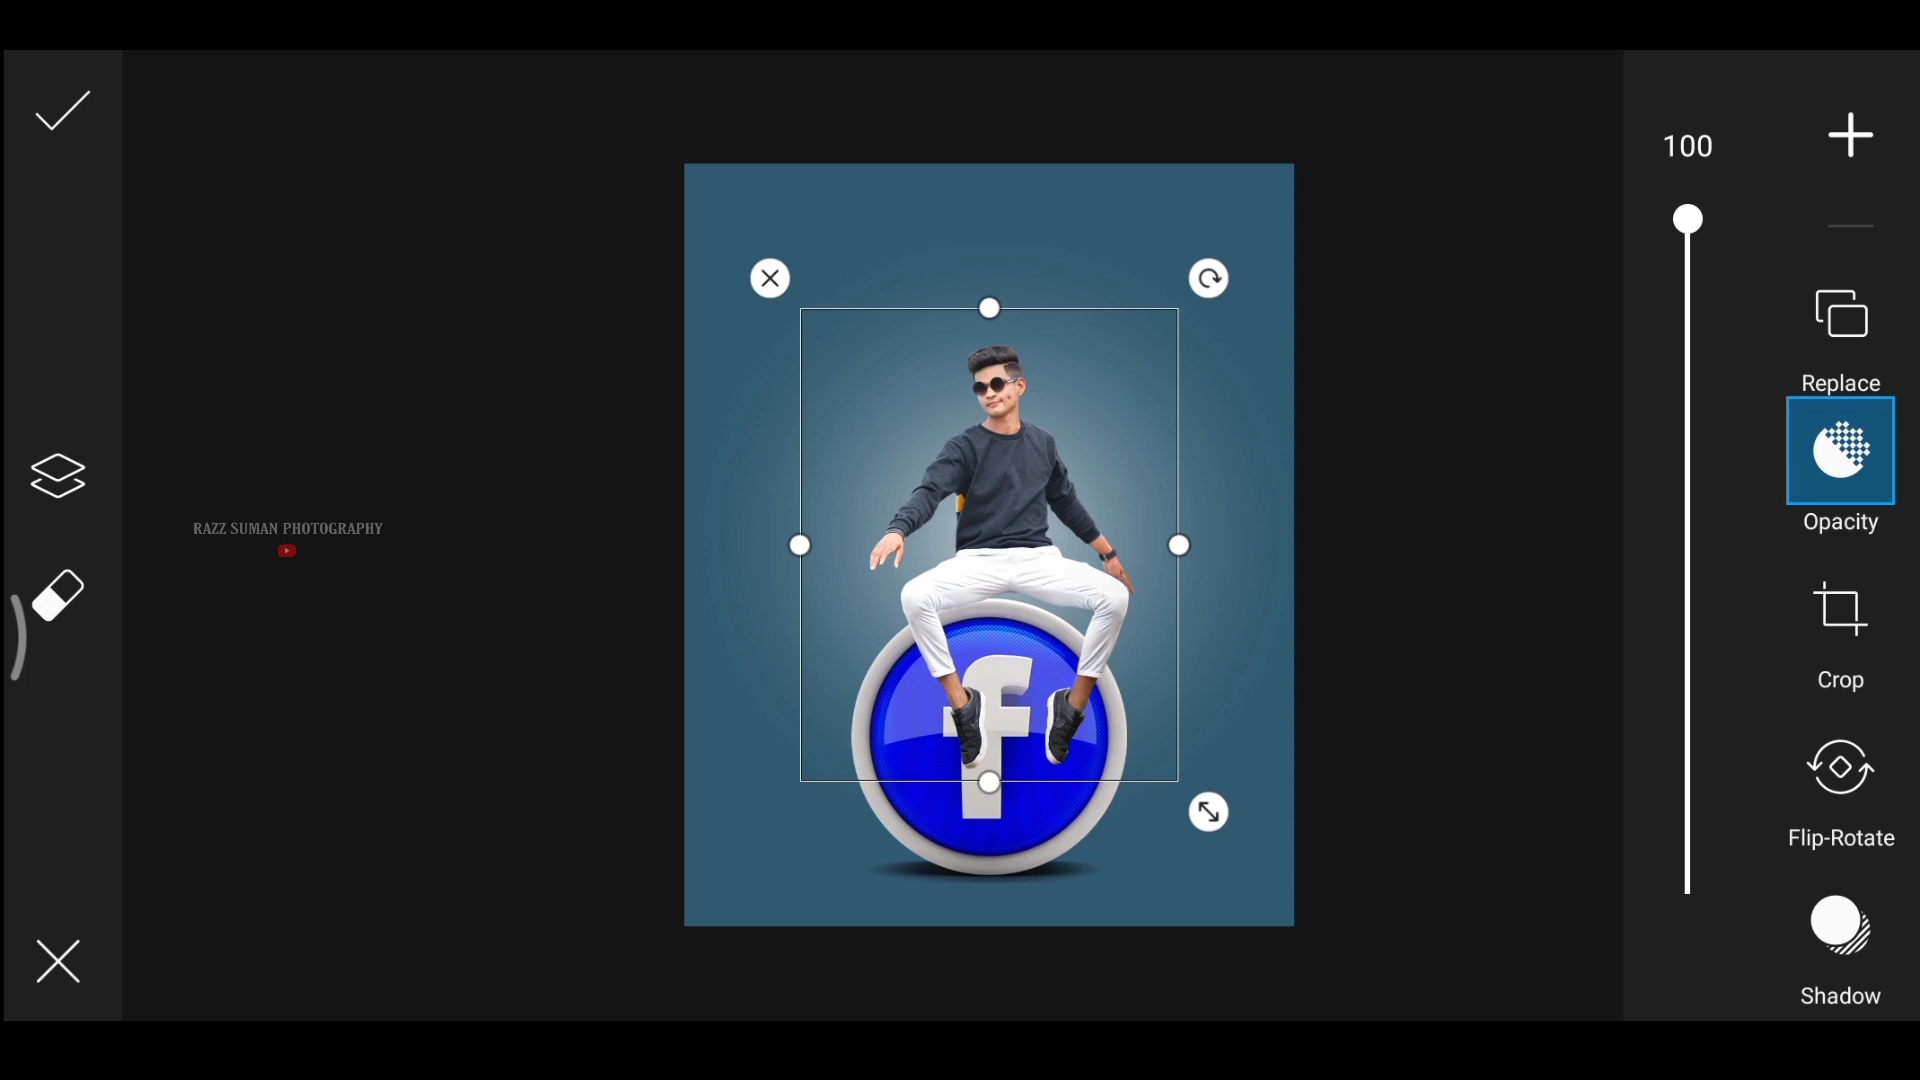 100
Replace
Opacity
RAZZ SUMAN PHOTOGRAPHY
Crop
f
Flip-Rotate
Shadow